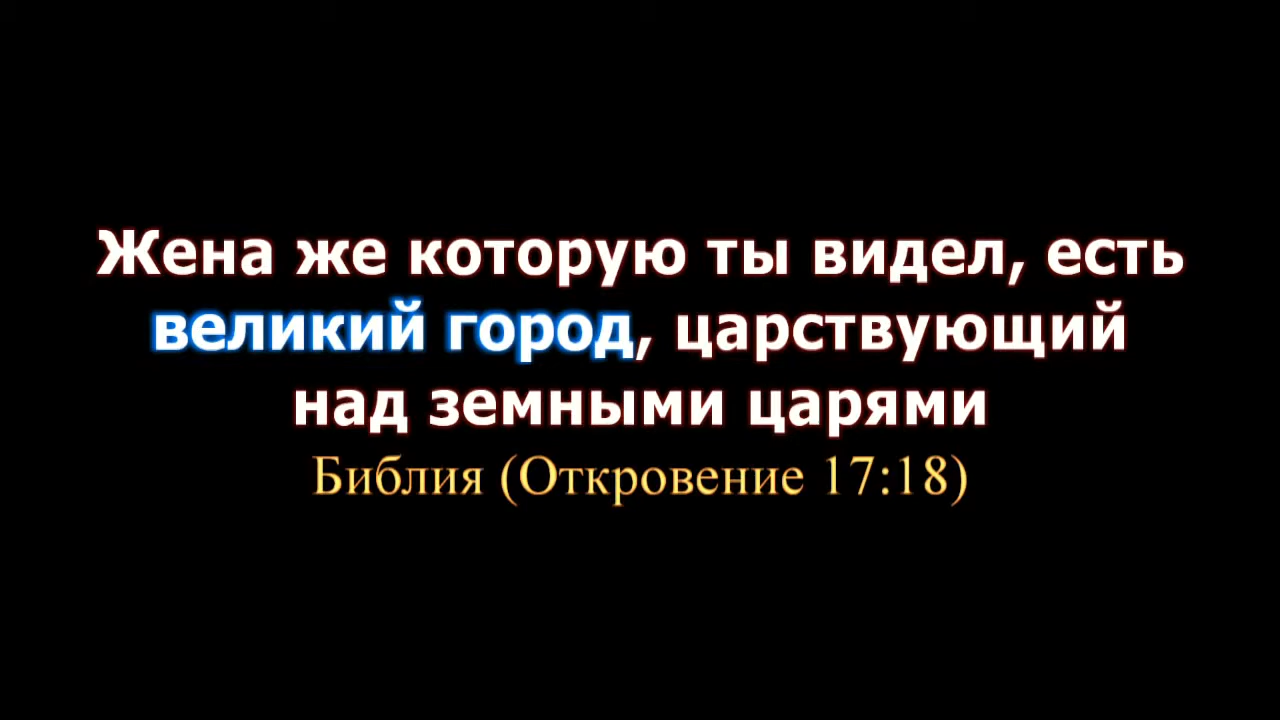 Жена же которую ты видел, есть
великий город, царствующий
над земными царями
Библия (Откровение 17:18)